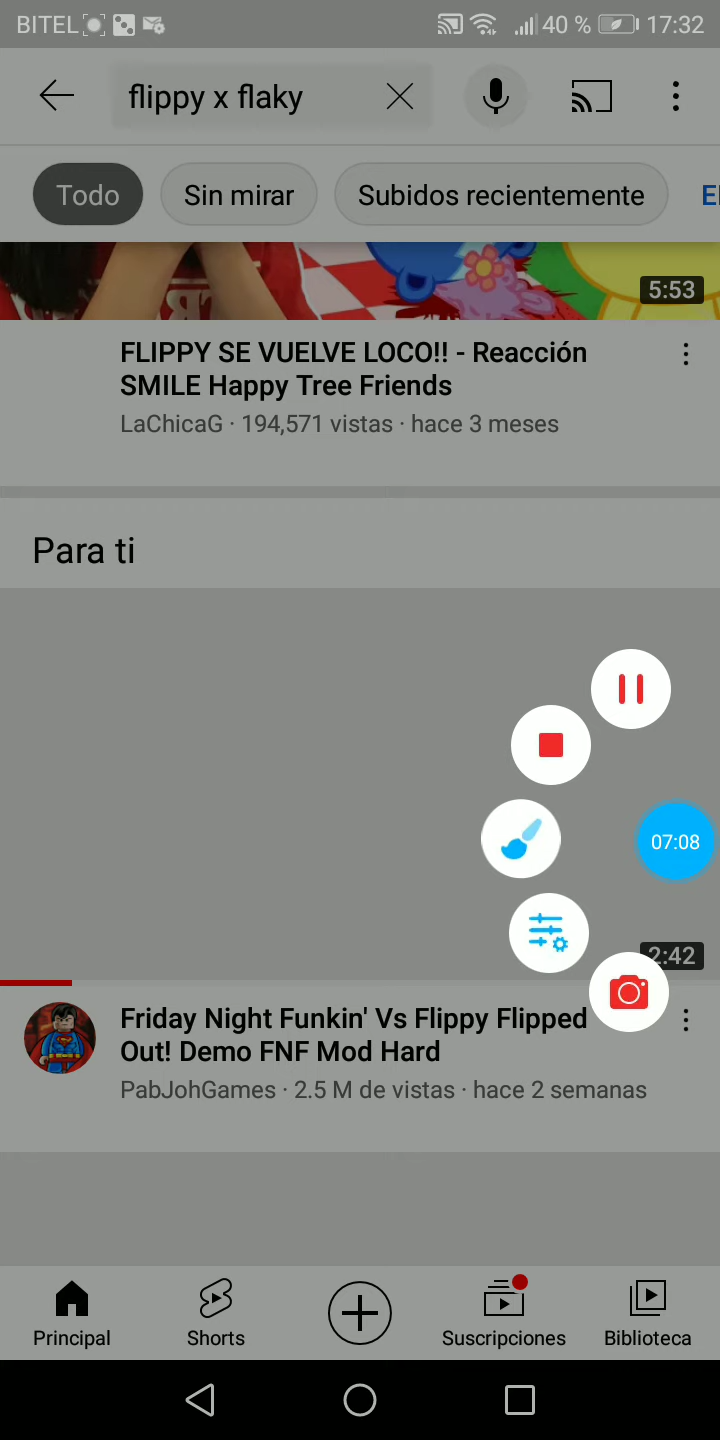 BITEL 40 % 17:32
flippy x flaky
Todo Sin mirar Subidos recientemente
5:53
FLIPPY SE VUELVE LOCO!! - Reacción
SMILE Happy Tree Friends
LaChicaG · 194,571 vistas · hace 3 meses
Para ti
07:08
2:42
Friday Night Funkin' Vs Flippy Flipped
Out! Demo FNF Mod Hard
PabJohGames · 2.5 M de vistas · hace 2 semanas
Principal Shorts Suscripciones Biblioteca